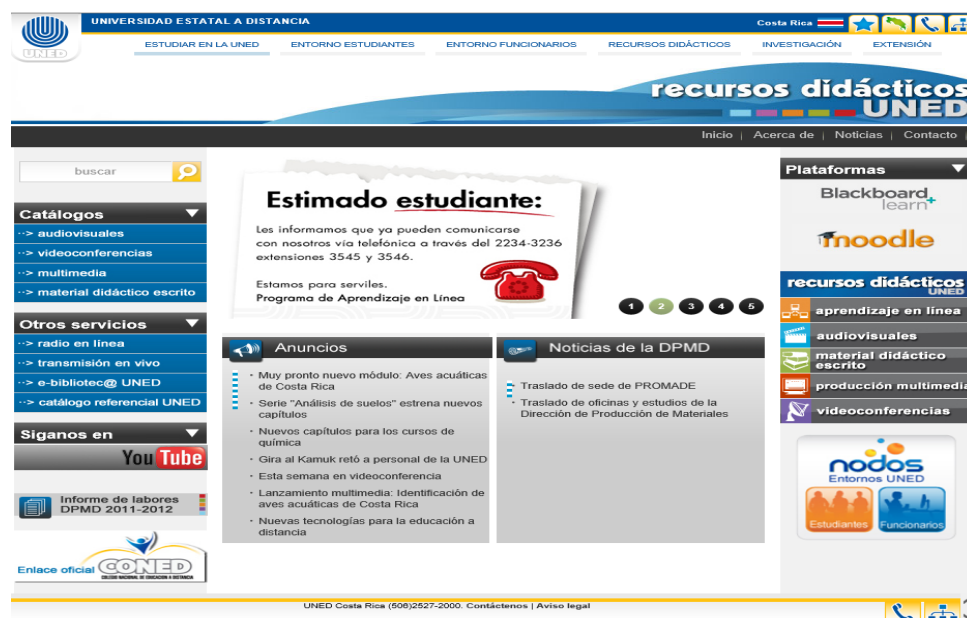 UNIVERSIDAD ESTATAL A DISTANCIA
Costa Rica
UNED
ESTUDIAR EN LA UNED
ENTORNO ESTUDIANTES
ENTORNO FUNCIONARIOS
RECURSOS DIDÁCTICOS
INVESTIGACIÓN
EXTENSIÓN
recursos didácticos
UNED
Inicio | Acerca de | Noticias | Contacto
buscar
Catálogos
··> audiovisuales
··> videoconferencias
··> multimedia
··> material didáctico escrito
Otros servicios
··> radio en linea
··> transmisión en vivo
··> e-bibliotec@ UNED
··> catálogo referencial UNED
Siganos en
YouTube
Informe de labores
DPMD 2011-2012
Enlace oficial CONED
COLEGIO NACIONAL DE EDUCACION A DISTANCIA
Estimado estudiante:
Les informamos que ya pueden comunicarse
con nosotros vía telefónica a través del 2234-3236
extensiones 3545 y 3546.
Estamos para serviles.
Programa de Aprendizaje en Línea
1 2 3 4 5
Anuncios
· Muy pronto nuevo módulo: Aves acuáticas
de Costa Rica
· Serie "Análisis de suelos" estrena nuevos
capítulos
· Nuevos capítulos para los cursos de
química
· Gira al Kamuk retó a personal de la UNED
· Esta semana en videoconferencia
· Lanzamiento multimedia: Identificación de
aves acuáticas de Costa Rica
· Nuevas tecnologías para la educación a
distancia
Noticias de la DPMD
· Traslado de sede de PROMADE
· Traslado de oficinas y estudios de la
Dirección de Producción de Materiales
Plataformas
Blackboard
learn+
moodle
recursos didácticos
UNED
aprendizaje en línea
audiovisuales
material didáctico
escrito
producción multimedia
videoconferencias
nodos
Entornos UNED
Estudiantes
Funcionarios
UNED Costa Rica (506)2527-2000. Contáctenos | Aviso legal